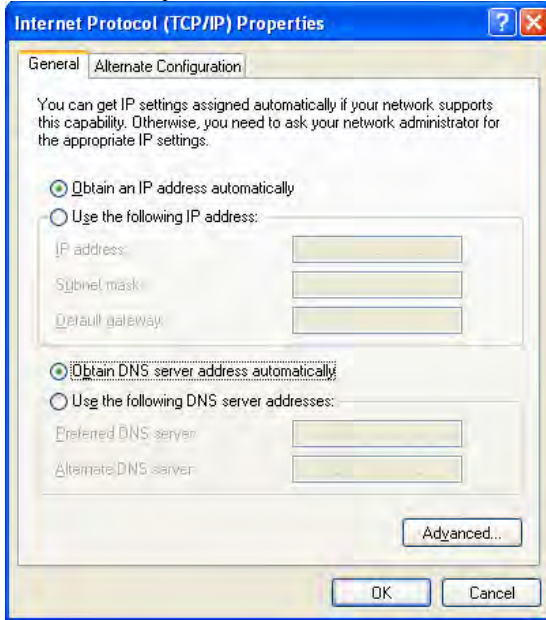 Internet Protocol (TCP/IP) Properties
General
Alternate Configuration
You can get IP settings assigned automatically if your network supports
this capability. Otherwise, you need to ask your network administrator for
the appropriate IP settings.
Obtain an IP address automatically
Use the following IP address:
IP address:
Subnet mask:
Default gateway:
Obtain DNS server address automatically
Use the following DNS server addresses:
Preferred DNS server:
Alternate DNS server:
Advanced...
OK
Cancel